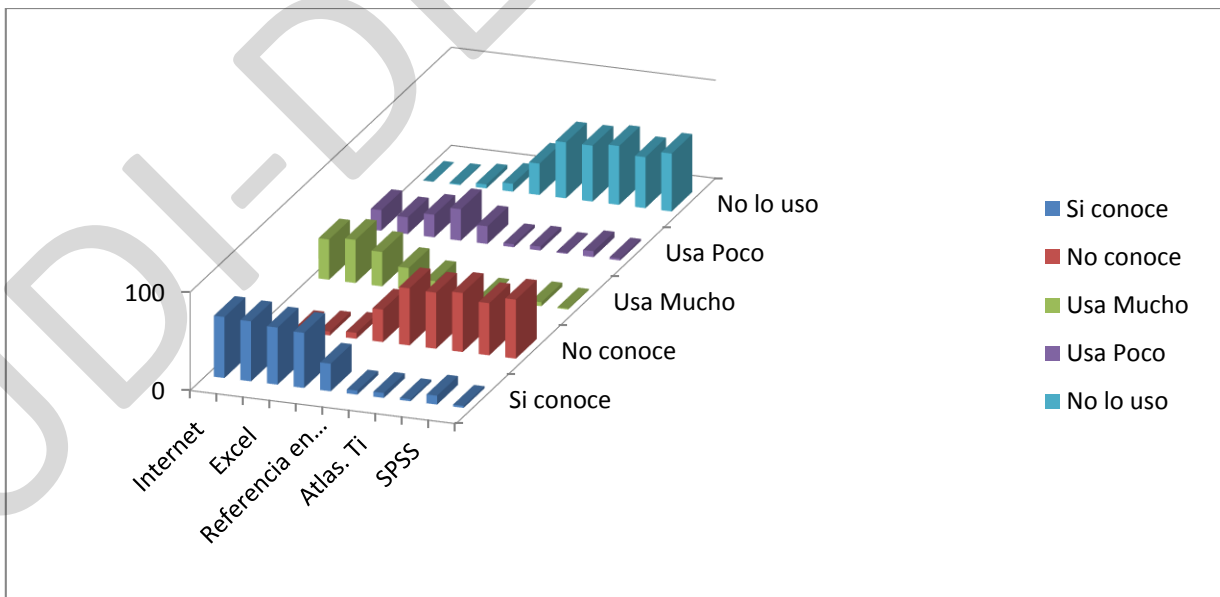 100
0
Internet
Excel
Referencia en...
Atlas. Ti
SPSS
No lo uso
Usa Poco
Usa Mucho
No conoce
Si conoce
Si conoce
No conoce
Usa Mucho
Usa Poco
No lo uso